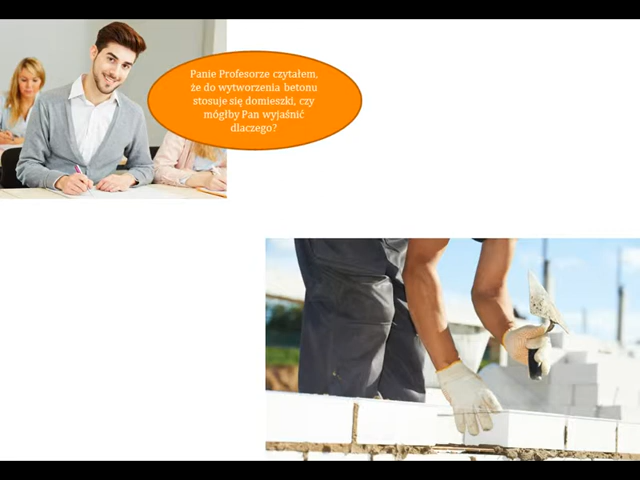 Panie Profesorze czytałem,
że do wytworzenia betonu
stosuje się domieszki, czy
mógłby Pan wyjaśnić
dlaczego?